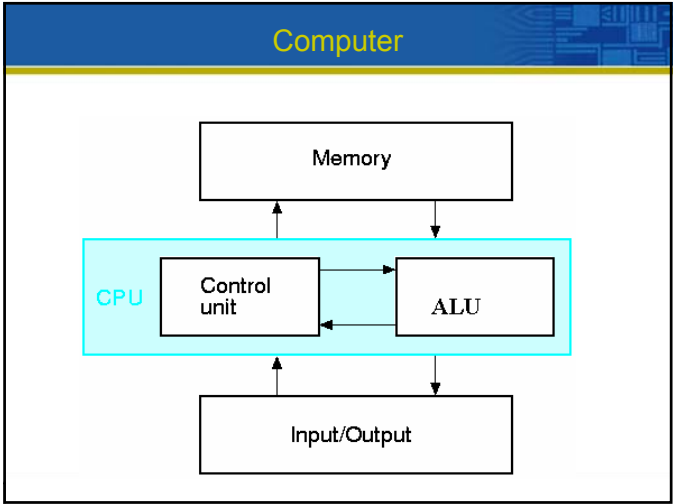 Computer
Memory
CPU
Control
unit
ALU
Input/Output